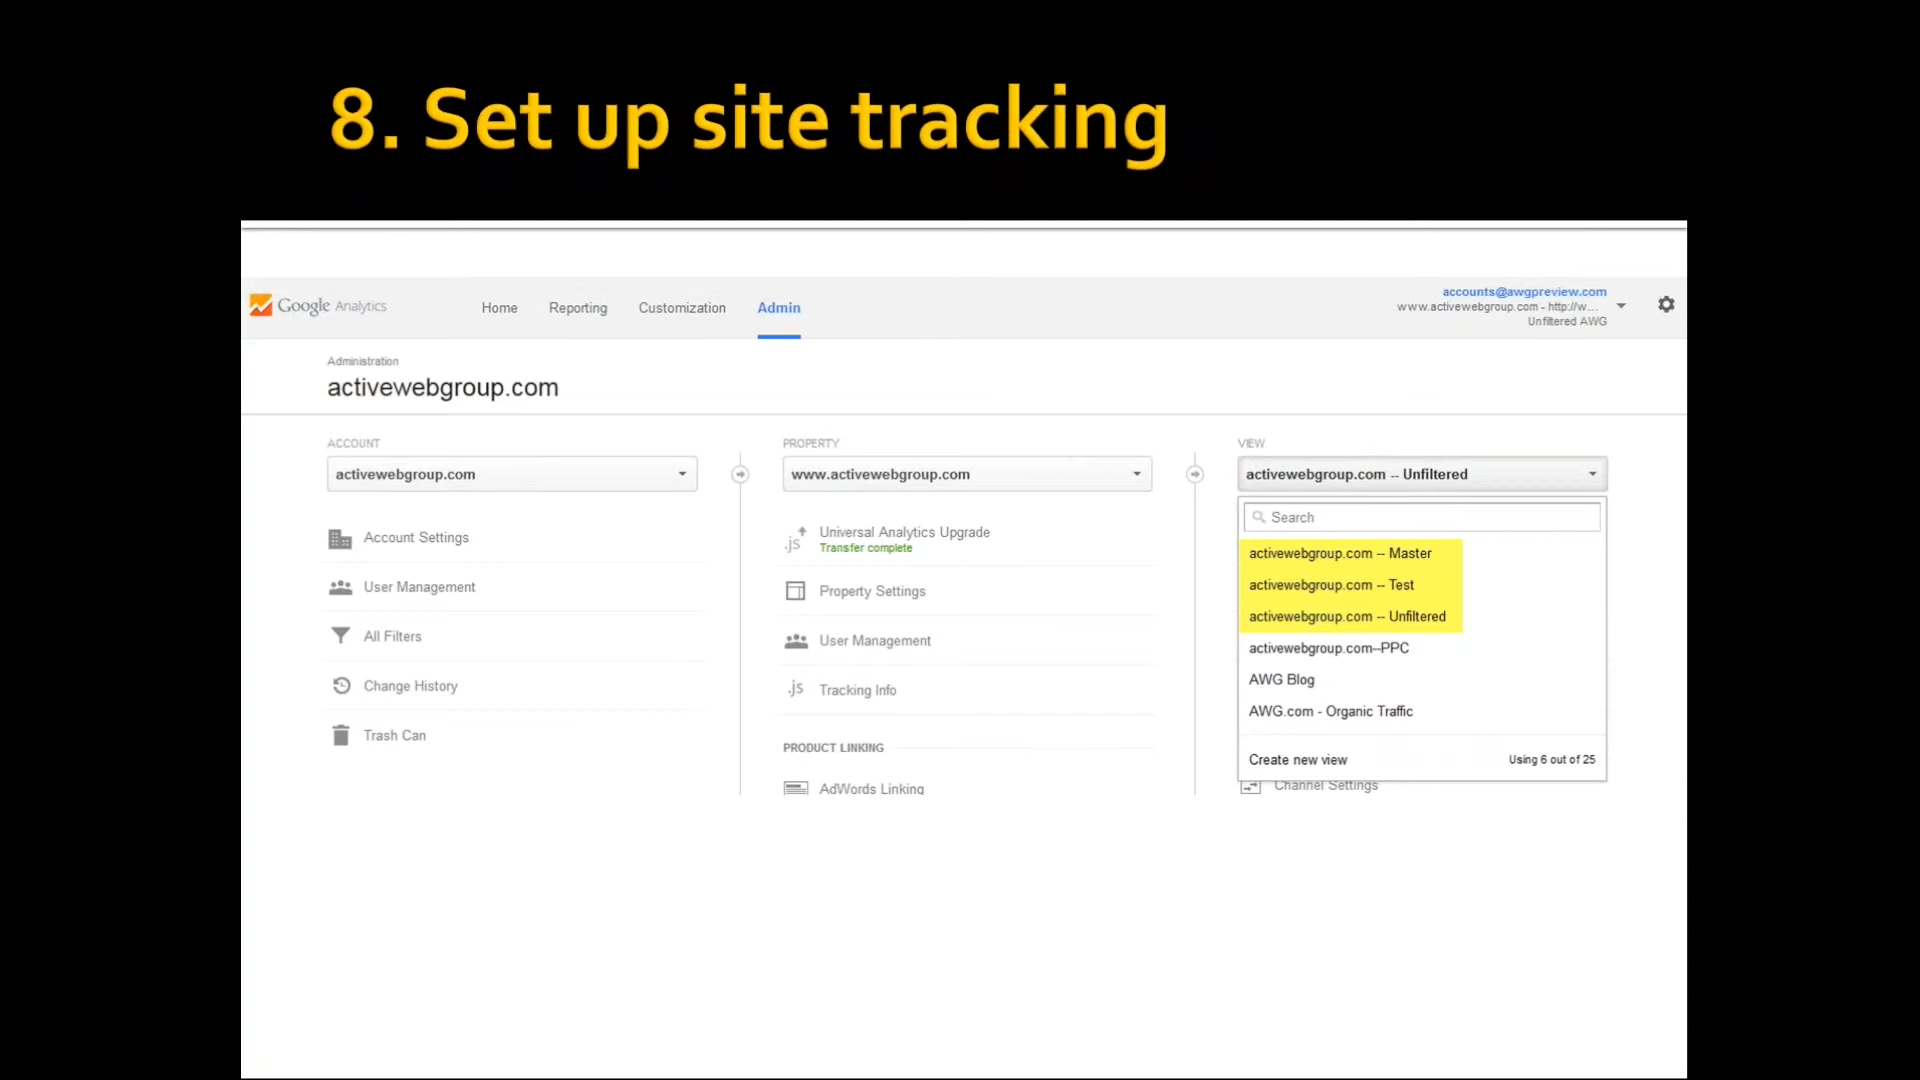 8. Set up site tracking
Google Analytics
Home
Reporting
Customization
Admin
accounts@awgpreview.com
www.activewebgroup.com - http://w...
Unfiltered AWG
Administration
activewebgroup.com
ACCOUNT
activewebgroup.com
Account Settings
User Management
All Filters
Change History
Trash Can
PROPERTY
www.activewebgroup.com
.js
Universal Analytics Upgrade
Transfer complete
Property Settings
User Management
.js Tracking Info
PRODUCT LINKING
AdWords Linking
VIEW
activewebgroup.com -- Unfiltered
Search
activewebgroup.com -- Master
activewebgroup.com -- Test
activewebgroup.com -- Unfiltered
activewebgroup.com--PPC
AWG Blog
AWG.com - Organic Traffic
Create new view
Using 6 out of 25
Channel Settings